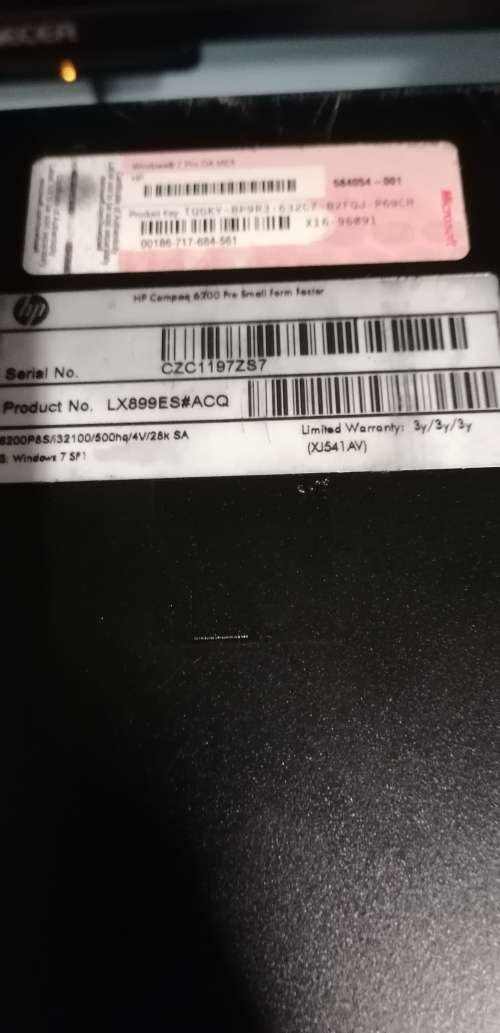 Windows® 7 Pro OA MEA
HP
584054 - 001
Product Key:
X16-96091
00186-717-684-561
Microsoft
hp
HP Compaq 6200 Pro Small Form Factor
Serial No.
CZC1197ZS7
Product No. LX899ES#ACQ
6200P8S/i32100/500hq/4V/28k SA
Limited Warranty: 3y/3y/3y
(XJ541AV)
S: Windows 7 SP1